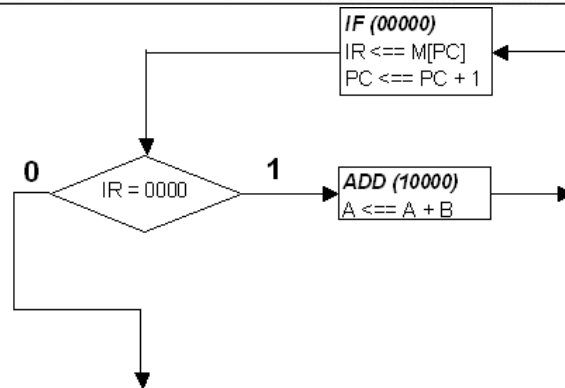 IF (00000)
IR <== M[PC]
PC <== PC + 1
0
IR = 0000
1
ADD (10000)
A <== A + B